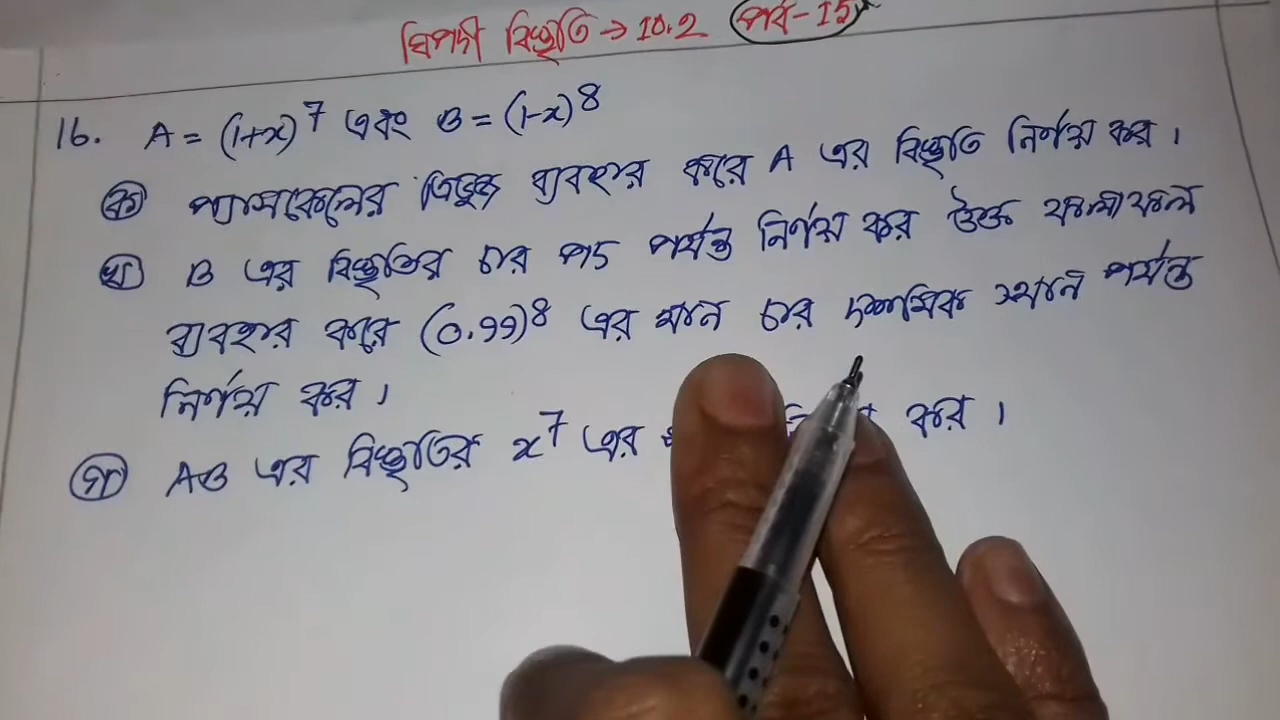 দ্বিপদী বিস্তৃতি → 10.2 পর্ব - 15
16. A = (1+x)^7 এবং B = (1-x)^8
ক প্যাসকেলের ত্রিভুজ ব্যবহার করে A এর বিস্তৃতি নির্ণয় কর।
খ B এর বিস্তৃতির চার পদ পর্যন্ত নির্ণয় কর উক্ত ফলাফল
ব্যবহার করে (0.99)^8 এর মান চার দশমিক স্থান পর্যন্ত
নির্ণয় কর।
গ AB এর বিস্তৃতির x^7 এর কর।